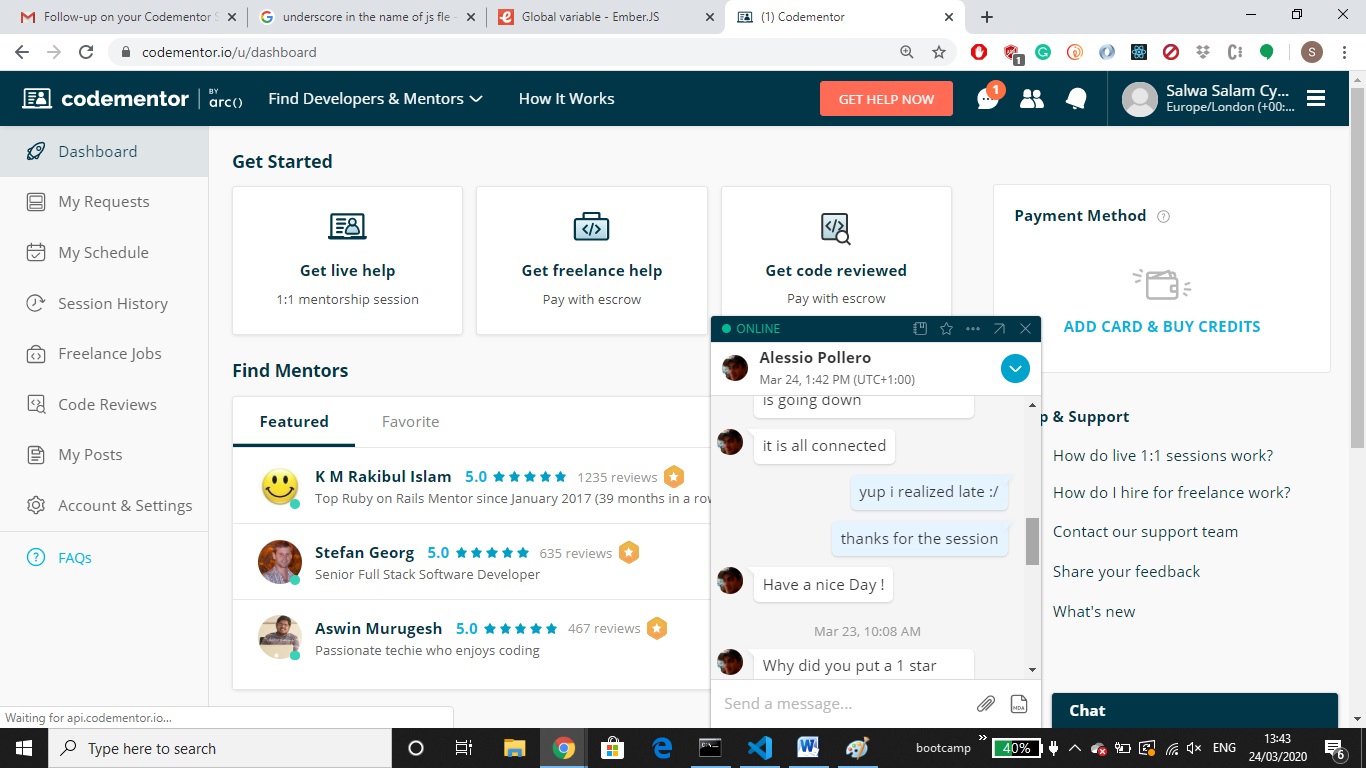 Follow-up on your Codementor S
underscore in the name of js fle -
Global variable - Ember.JS
(1) Codementor
codementor.io/u/dashboard
1
codementor
BY
arc()
Find Developers & Mentors
How It Works
GET HELP NOW
1
Salwa Salam Cy...
Europe/London (+00:...
Dashboard
My Requests
My Schedule
Session History
Freelance Jobs
Code Reviews
My Posts
Account & Settings
FAQs
Get Started
Get live help
1:1 mentorship session
Get freelance help
Pay with escrow
Get code reviewed
Pay with escrow
Payment Method
ADD CARD & BUY CREDITS
Find Mentors
Featured
Favorite
K M Rakibul Islam 5.0 1235 reviews
Top Ruby on Rails Mentor since January 2017 (39 months in a row
Stefan Georg 5.0 635 reviews
Senior Full Stack Software Developer
Aswin Murugesh 5.0 467 reviews
Passionate techie who enjoys coding
ONLINE
Alessio Pollero
Mar 24, 1:42 PM (UTC+1:00)
is going down
it is all connected
yup i realized late :/
thanks for the session
Have a nice Day !
Mar 23, 10:08 AM
Why did you put a 1 star
Send a message...
MDA
p & Support
How do live 1:1 sessions work?
How do I hire for freelance work?
Contact our support team
Share your feedback
What's new
Chat
Waiting for api.codementor.io...
Type here to search
bootcamp
40%
ENG
13:43
24/03/2020
6